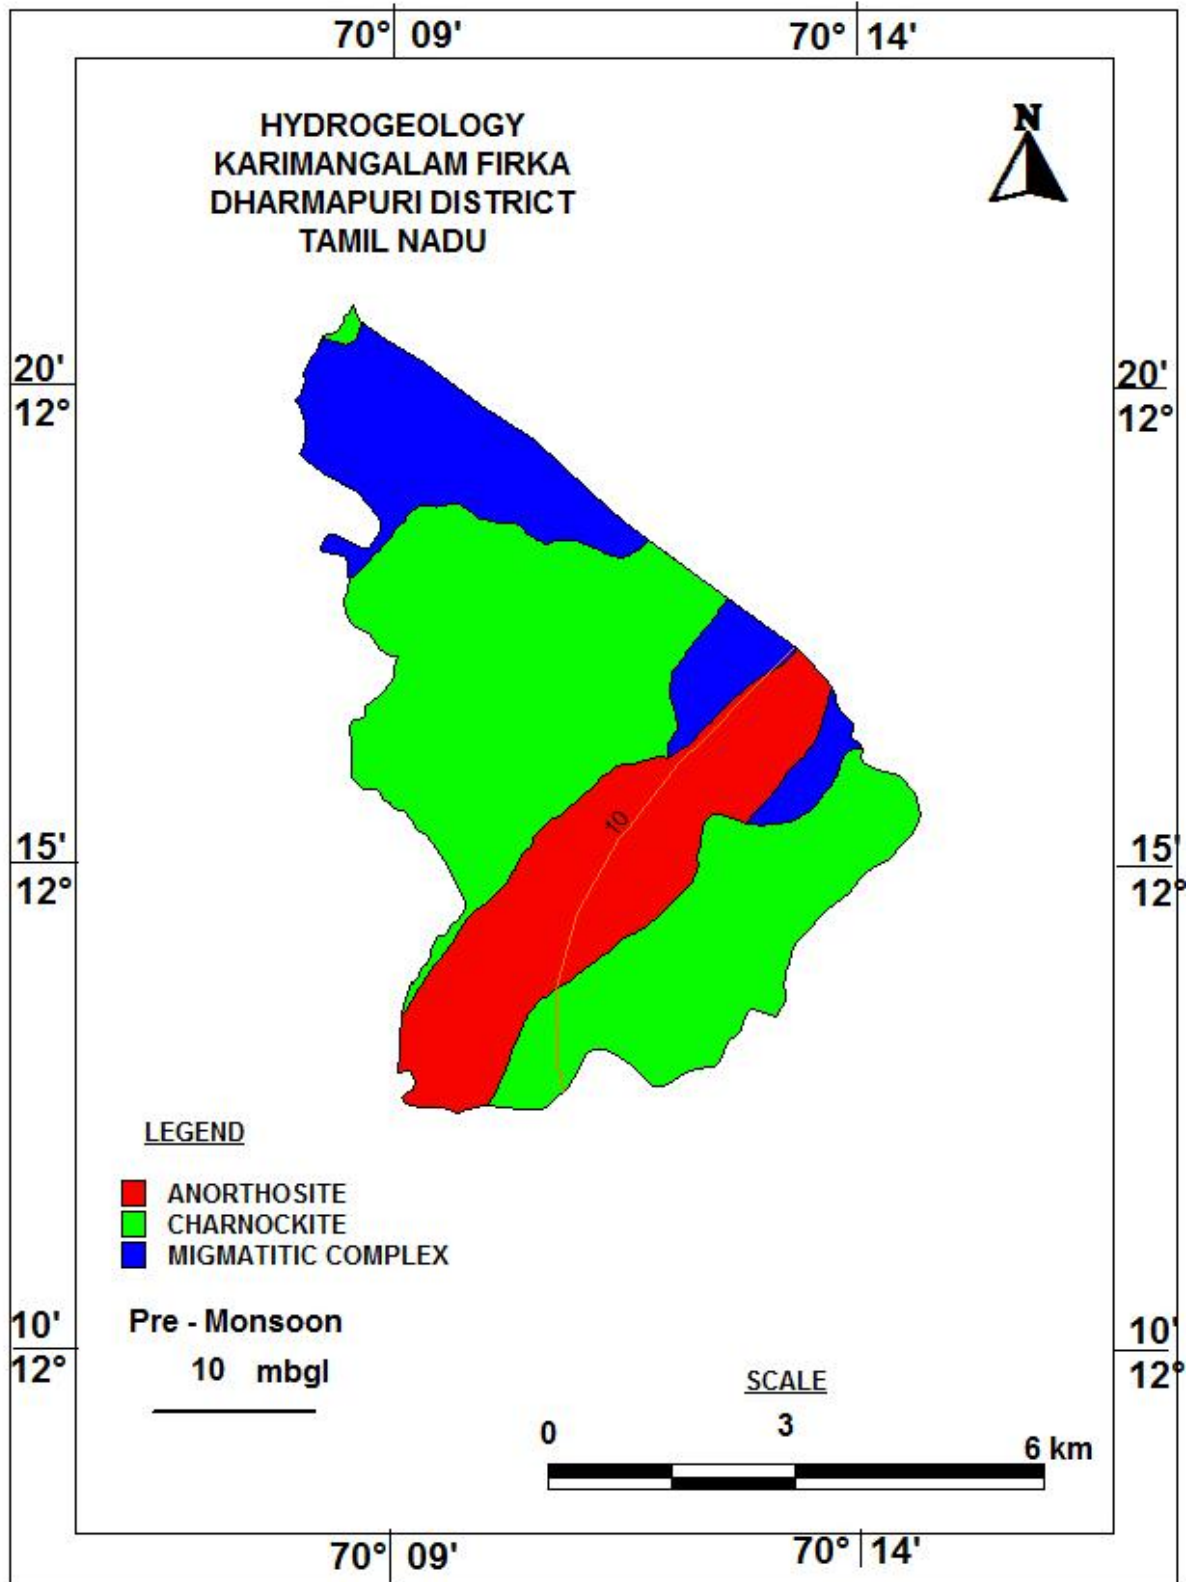 70° 09' 70° 14'
HYDROGEOLOGY
KARIMANGALAM FIRKA
DHARMAPURI DISTRICT
TAMIL NADU
N
20' 20'
12° 12°
10
15' 15'
12° 12°
LEGEND
ANORTHOSITE
CHARNOCKITE
MIGMATITIC COMPLEX
Pre - Monsoon
10' 10'
12° 12°
10 mbgl
SCALE
0 3 6 km
70° 09' 70° 14'